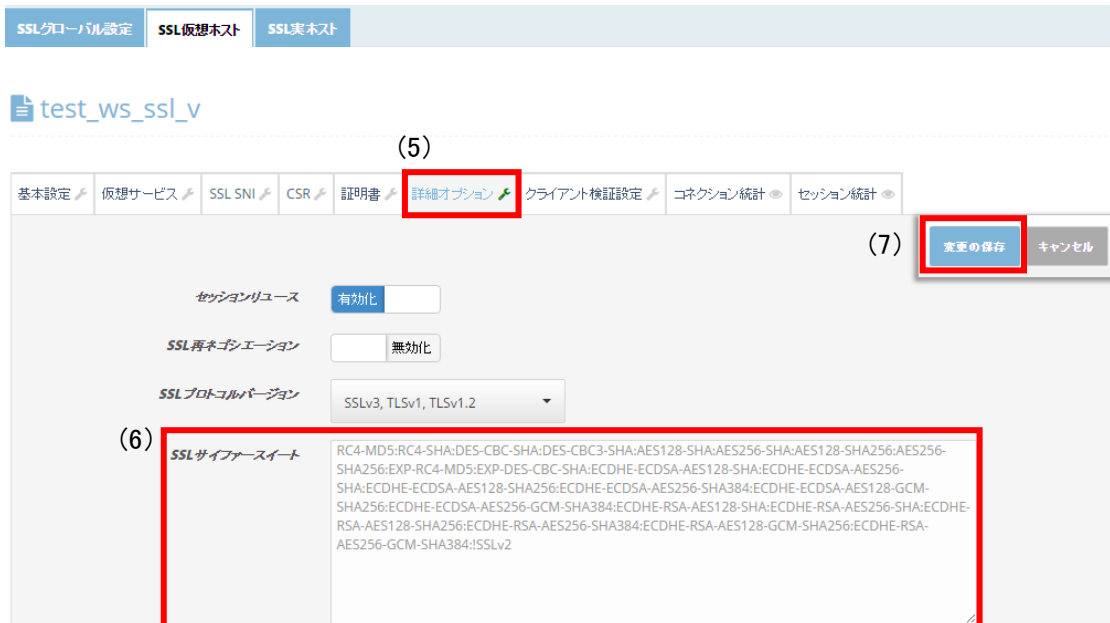 SSLグローバル設定 SSL仮想ホスト SSL実ホスト
test_ws_ssl_v
(5)
基本設定 仮想サービス SSL SNI CSR 証明書 詳細オプション クライアント検証設定 コネクション統計 セッション統計
(7) 変更の保存 キャンセル
セッションリユース 有効化
SSL再ネゴシエーション 無効化
SSLプロトコルバージョン SSLv3, TLSv1, TLSv1.2
(6)
SSLサイファースイート RC4-MD5:RC4-SHA:DES-CBC-SHA:DES-CBC3-SHA:AES128-SHA:AES256-SHA:AES128-SHA256:AES256-
SHA256:EXP-RC4-MD5:EXP-DES-CBC-SHA:ECDHE-ECDSA-AES128-SHA:ECDHE-ECDSA-AES256-
SHA:ECDHE-ECDSA-AES128-SHA256:ECDHE-ECDSA-AES256-SHA384:ECDHE-ECDSA-AES128-GCM-
SHA256:ECDHE-ECDSA-AES256-GCM-SHA384:ECDHE-RSA-AES128-SHA:ECDHE-RSA-AES256-SHA:ECDHE-
RSA-AES128-SHA256:ECDHE-RSA-AES256-SHA384:ECDHE-RSA-AES128-GCM-SHA256:ECDHE-RSA-
AES256-GCM-SHA384:!SSLv2